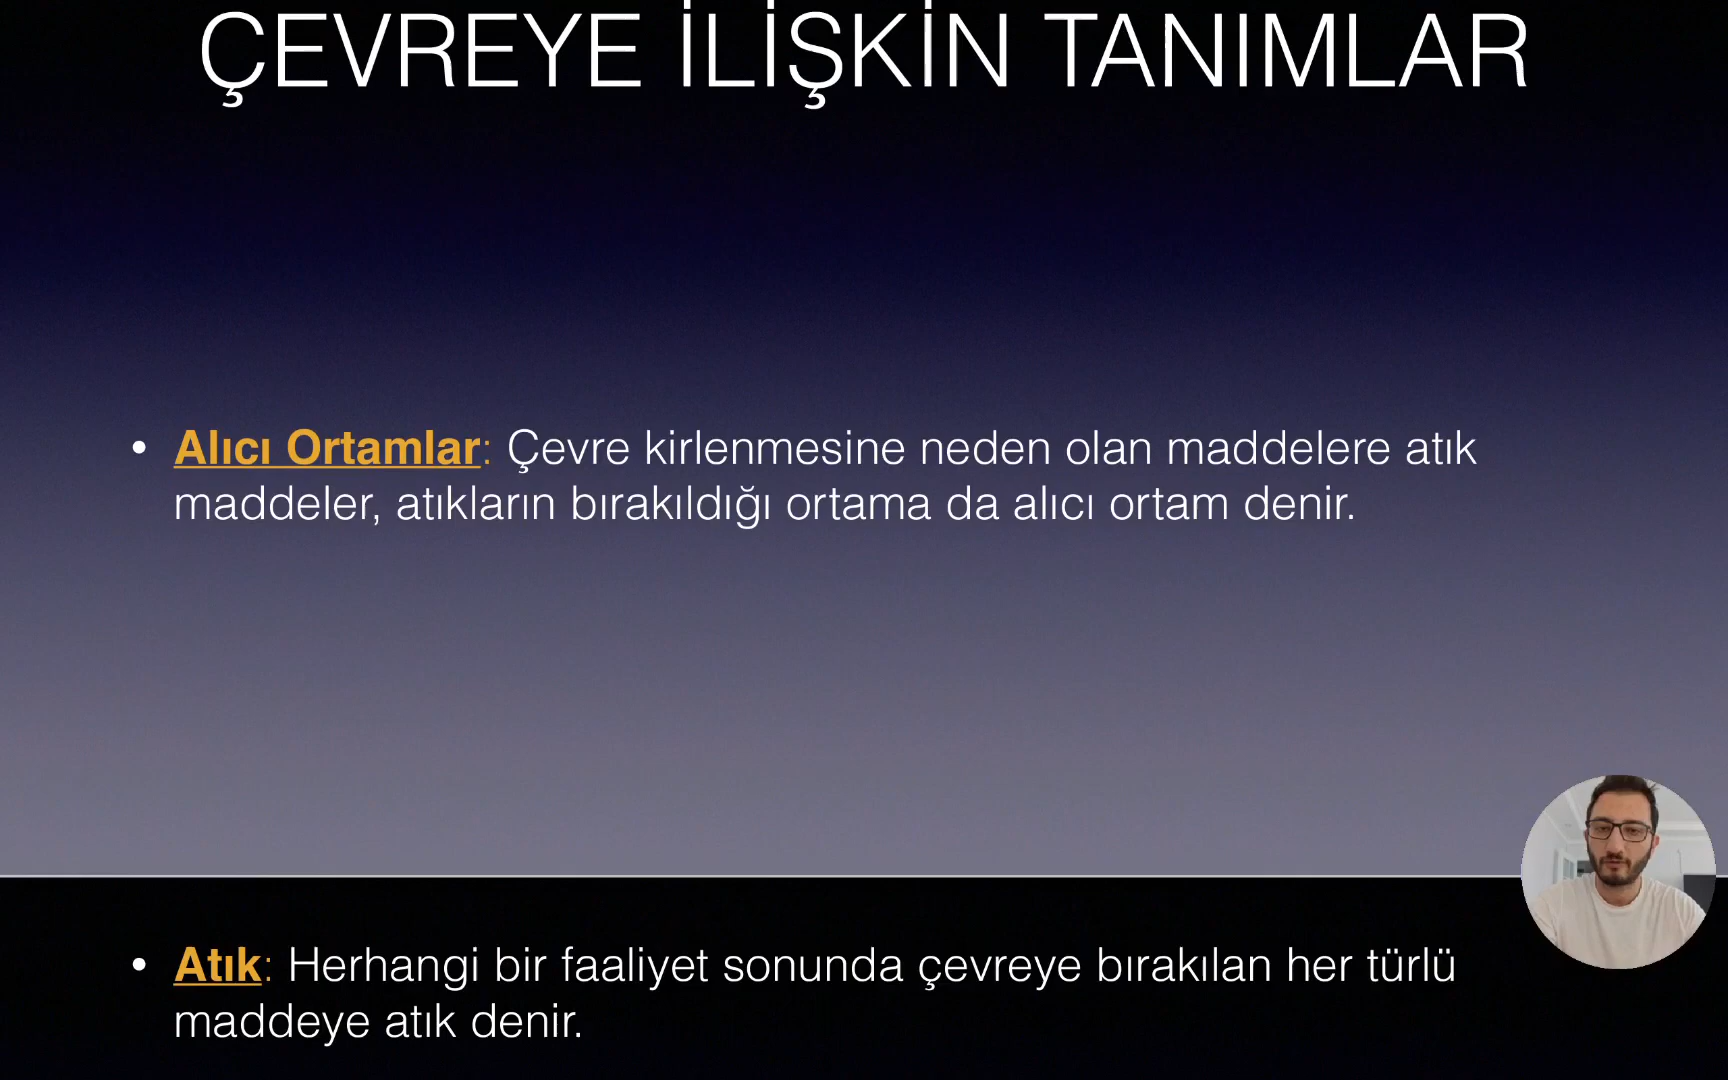 ÇEVREYE İLİŞKİN TANIMLAR
• Alıcı Ortamlar: Çevre kirlenmesine neden olan maddelere atık
maddeler, atıkların bırakıldığı ortama da alıcı ortam denir.
• Atık: Herhangi bir faaliyet sonunda çevreye bırakılan her türlü
maddeye atık denir.